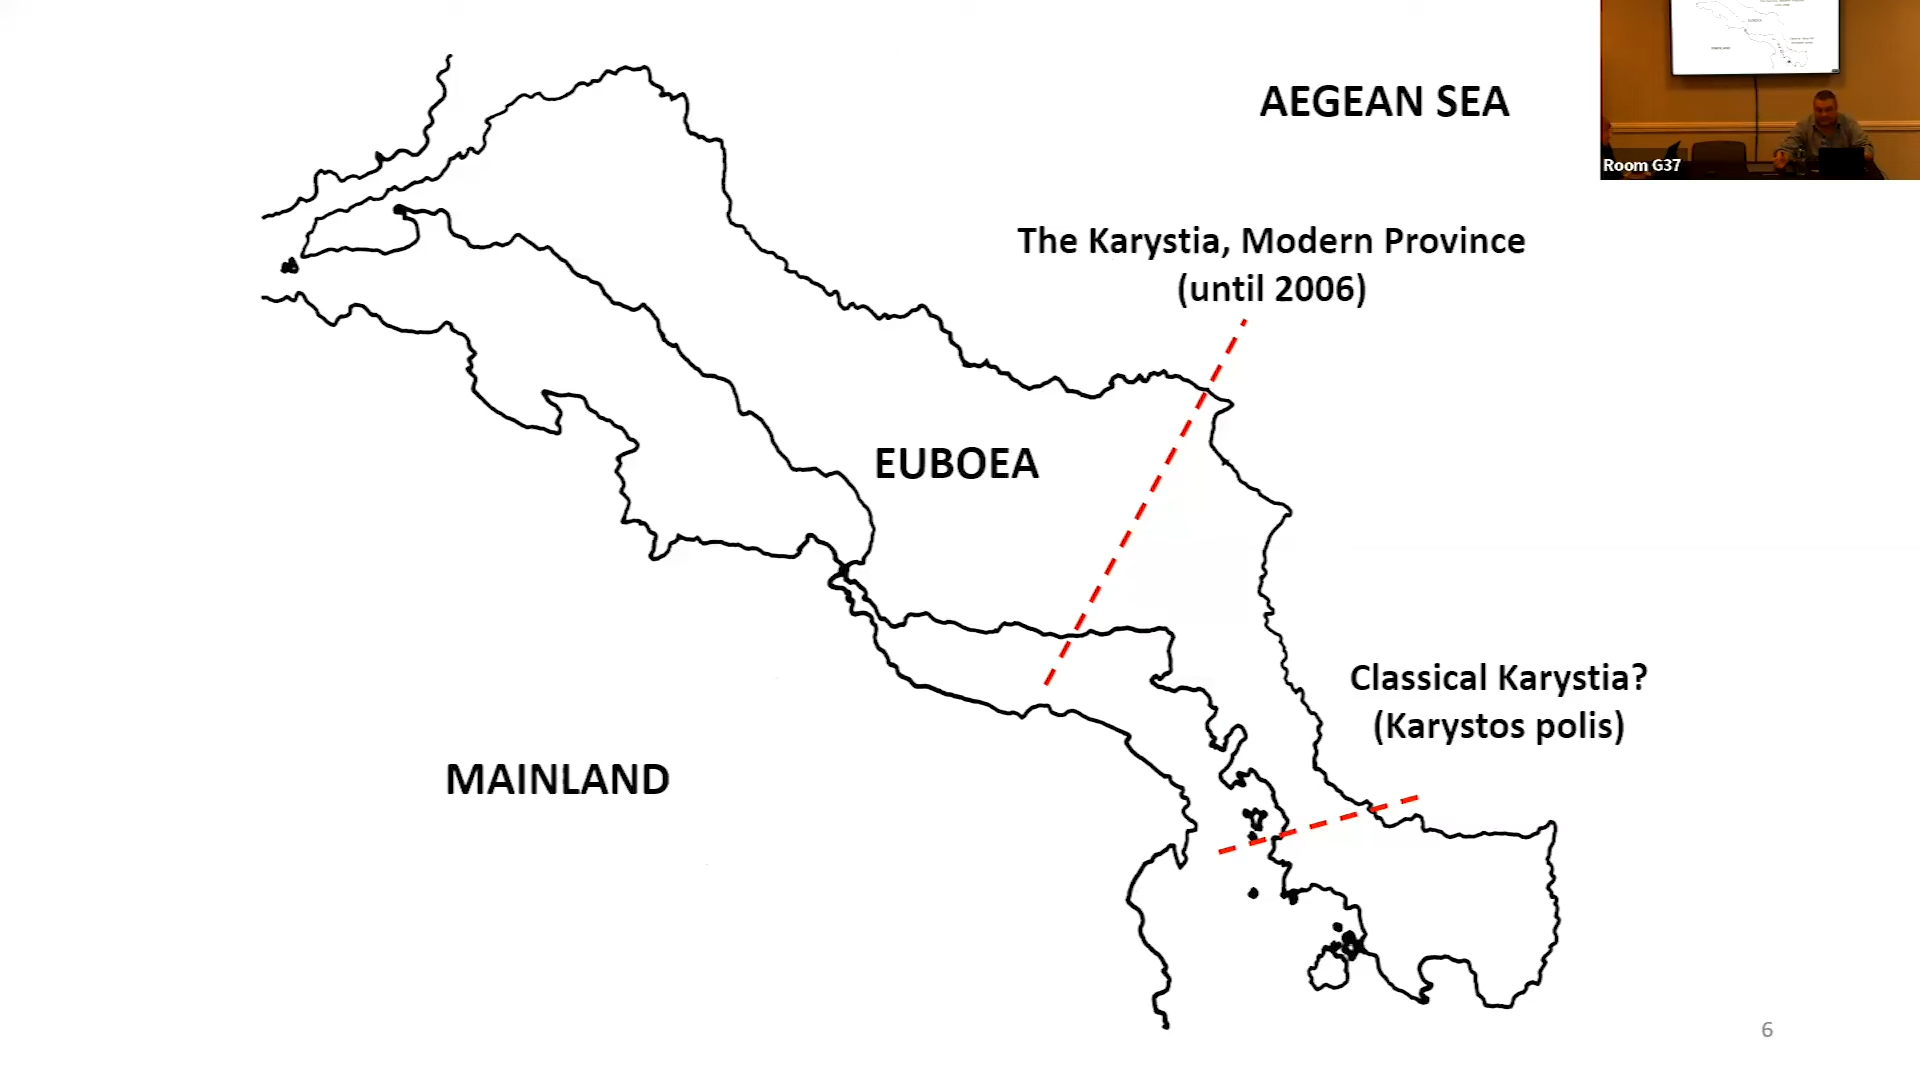 AEGEAN SEA
Room G37
The Karystia, Modern Province
(until 2006)
EUBOEA
Classical Karystia?
(Karystos polis)
MAINLAND
6